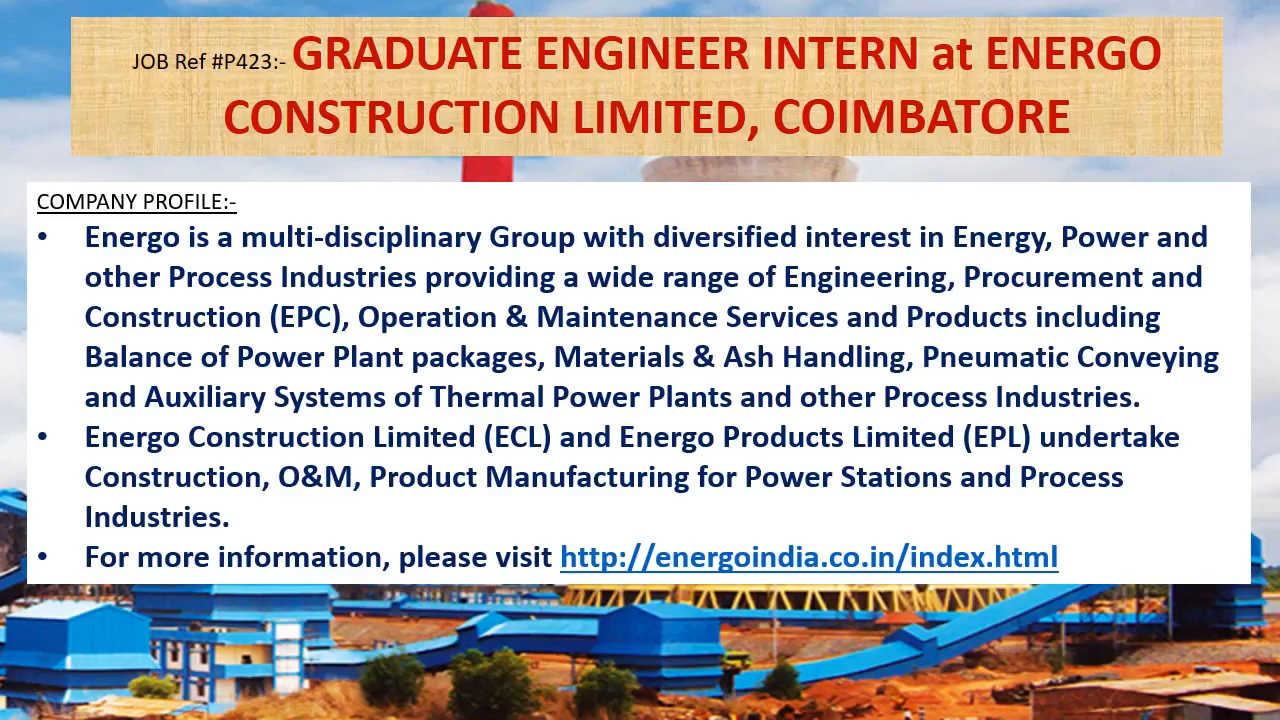 JOB Ref #P423:- GRADUATE ENGINEER INTERN at ENERGO
CONSTRUCTION LIMITED, COIMBATORE
COMPANY PROFILE:-
• Energo is a multi-disciplinary Group with diversified interest in Energy, Power and
other Process Industries providing a wide range of Engineering, Procurement and
Construction (EPC), Operation & Maintenance Services and Products including
Balance of Power Plant packages, Materials & Ash Handling, Pneumatic Conveying
and Auxiliary Systems of Thermal Power Plants and other Process Industries.
• Energo Construction Limited (ECL) and Energo Products Limited (EPL) undertake
Construction, O&M, Product Manufacturing for Power Stations and Process
Industries.
• For more information, please visit http://energoindia.co.in/index.html